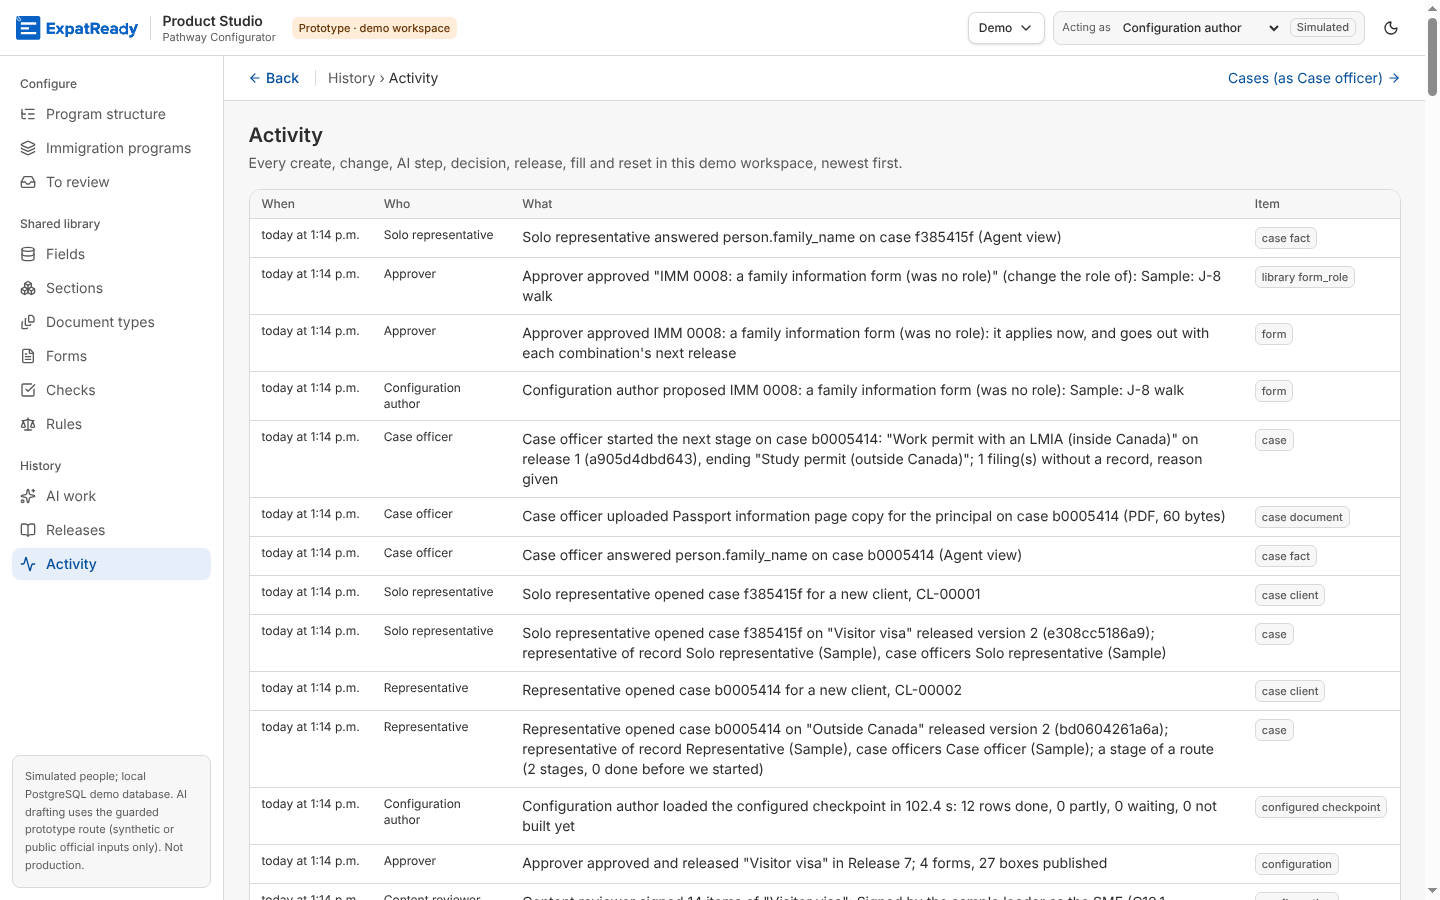 ExpatReady
Product Studio
Pathway Configurator
Prototype · demo workspace
Demo
Acting as
Configuration author
Simulated
Configure
Program structure
Immigration programs
To review
Shared library
Fields
Sections
Document types
Forms
Checks
Rules
History
AI work
Releases
Activity
Simulated people; local
PostgreSQL demo database. AI
drafting uses the guarded
prototype route (synthetic or
public official inputs only). Not
production.
← Back
History › Activity
Cases (as Case officer) →
Activity
Every create, change, AI step, decision, release, fill and reset in this demo workspace, newest first.
When Who What Item
today at 1:14 p.m. Solo representative Solo representative answered person.family_name on case f385415f (Agent view) case fact
today at 1:14 p.m. Approver Approver approved "IMM 0008: a family information form (was no role)" (change the role of): Sample: J-8 library form_role
walk
today at 1:14 p.m. Approver Approver approved IMM 0008: a family information form (was no role): it applies now, and goes out with form
each combination's next release
today at 1:14 p.m. Configuration Configuration author proposed IMM 0008: a family information form (was no role): Sample: J-8 walk form
author
today at 1:14 p.m. Case officer Case officer started the next stage on case b0005414: "Work permit with an LMIA (inside Canada)" on case
release 1 (a905d4dbd643), ending "Study permit (outside Canada)"; 1 filing(s) without a record, reason
given
today at 1:14 p.m. Case officer Case officer uploaded Passport information page copy for the principal on case b0005414 (PDF, 60 bytes) case document
today at 1:14 p.m. Case officer Case officer answered person.family_name on case b0005414 (Agent view) case fact
today at 1:14 p.m. Solo representative Solo representative opened case f385415f for a new client, CL-00001 case client
today at 1:14 p.m. Solo representative Solo representative opened case f385415f on "Visitor visa" released version 2 (e308cc5186a9); case
representative of record Solo representative (Sample), case officers Solo representative (Sample)
today at 1:14 p.m. Representative Representative opened case b0005414 for a new client, CL-00002 case client
today at 1:14 p.m. Representative Representative opened case b0005414 on "Outside Canada" released version 2 (bd0604261a6a); case
representative of record Representative (Sample), case officers Case officer (Sample); a stage of a route
(2 stages, 0 done before we started)
today at 1:14 p.m. Configuration Configuration author loaded the configured checkpoint in 102.4 s: 12 rows done, 0 partly, 0 waiting, 0 not configured checkpoint
author built yet
today at 1:14 p.m. Approver Approver approved and released "Visitor visa" in Release 7; 4 forms, 27 boxes published configuration